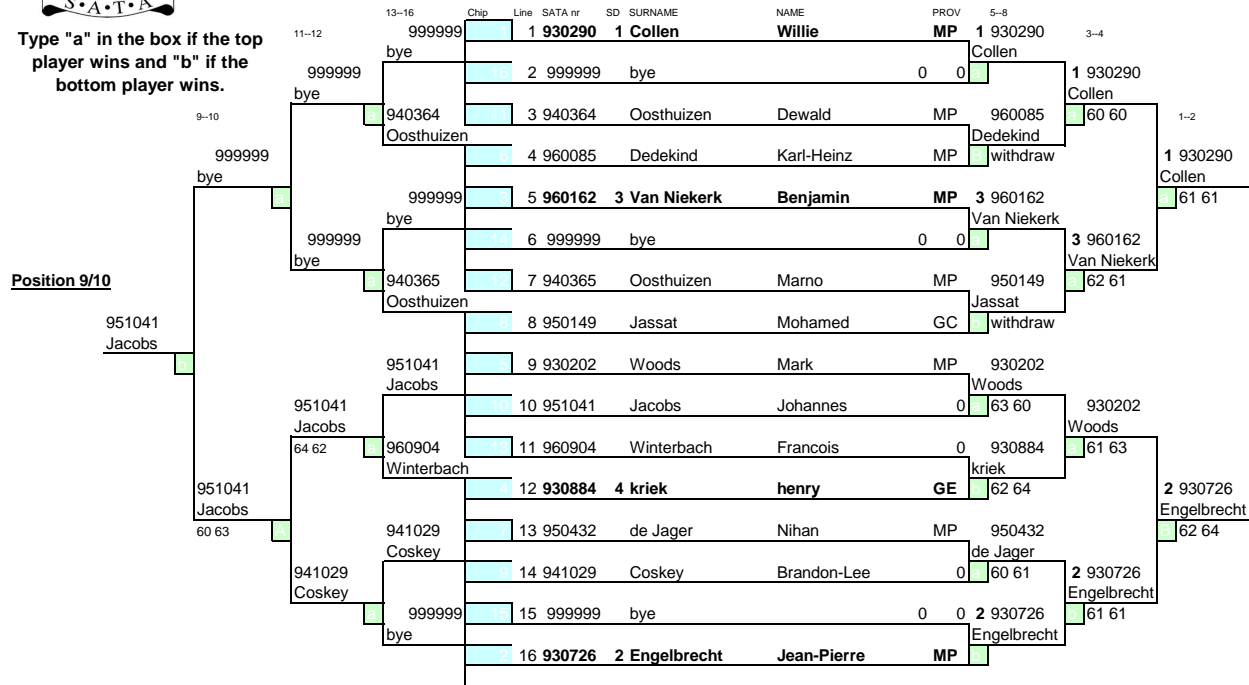 S•A•T•A
Type "a" in the box if the top
player wins and "b" if the
bottom player wins.
13--16 Chip Line SATA nr SD SURNAME NAME PROV 5--8
11--12 999999 1 1 930290 1 Collen Willie MP 1 930290 3--4
bye Collen
999999 16 2 999999 bye 0 0 a 1 930290
bye Collen
9--10 a 940364 11 3 940364 Oosthuizen Dewald MP 960085 a 60 60 1--2
Oosthuizen Dedekind
999999 4 960085 Dedekind Karl-Heinz MP withdraw 1 930290
bye Collen
a 999999 5 960162 3 Van Niekerk Benjamin MP 3 960162 a 61 61
bye Van Niekerk
999999 14 6 999999 bye 0 0 a 3 960162
bye Van Niekerk
Position 9/10 a 940365 12 7 940365 Oosthuizen Marno MP 950149 a 62 61
Oosthuizen Jassat
951041 8 950149 Jassat Mohamed GC withdraw
Jacobs
951041 9 930202 Woods Mark MP 930202
Jacobs Woods
951041 10 10 951041 Jacobs Johannes 0 a 63 60 930202
Jacobs Woods
64 62 a 960904 11 960904 Winterbach Francois 0 930884 a 61 63
Winterbach kriek
951041 4 12 930884 4 kriek henry GE 62 64 2 930726
Jacobs Engelbrecht
60 63 A 941029 13 950432 de Jager Nihan MP 950432 62 64
Coskey de Jager
941029 14 941029 Coskey Brandon-Lee 0 a 60 61 2 930726
Coskey Engelbrecht
a 999999 15 15 999999 bye 0 0 2 930726 61 61
bye Engelbrecht
2 16 930726 2 Engelbrecht Jean-Pierre MP